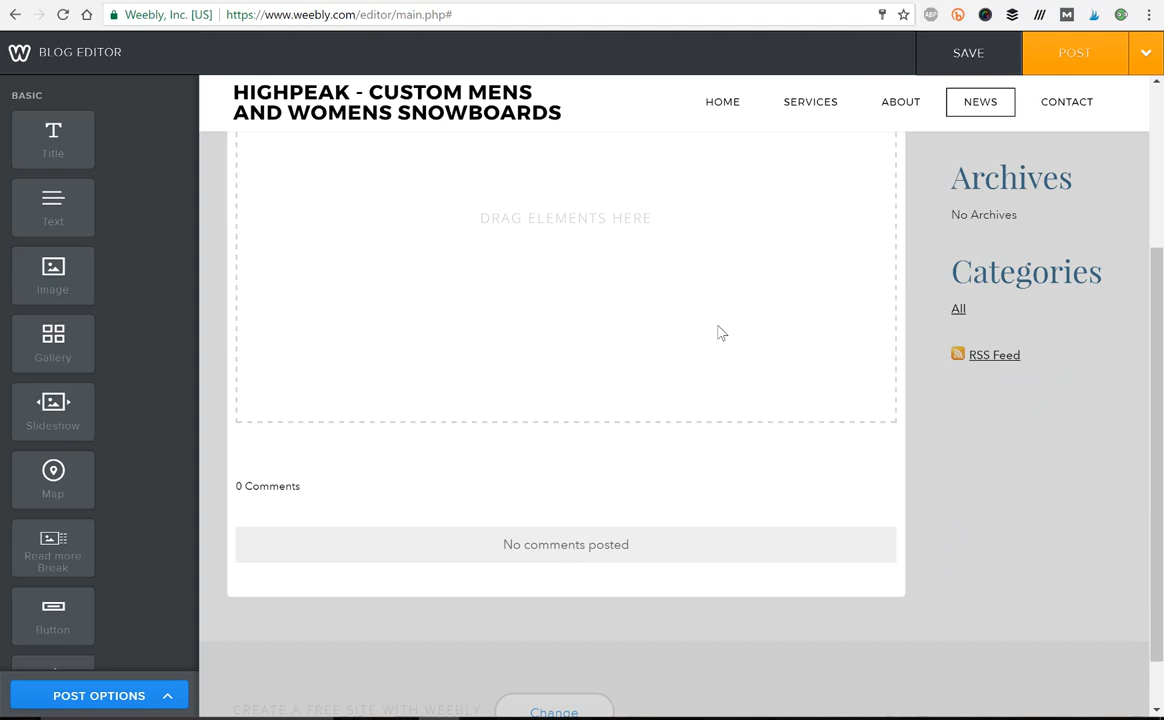 Weebly, Inc. [US]
https://www.weebly.com/editor/main.php#
ABP
M
BLOG EDITOR
SAVE
POST
BASIC
Title
Text
Image
Gallery
Slideshow
Map
Read more
Break
Button
POST OPTIONS
HIGHPEAK - CUSTOM MENS
AND WOMENS SNOWBOARDS
HOME
SERVICES
ABOUT
NEWS
CONTACT
DRAG ELEMENTS HERE
0 Comments
No comments posted
Archives
No Archives
Categories
All
RSS Feed
CREATE A FREE SITE WITH WEEBLY
Change